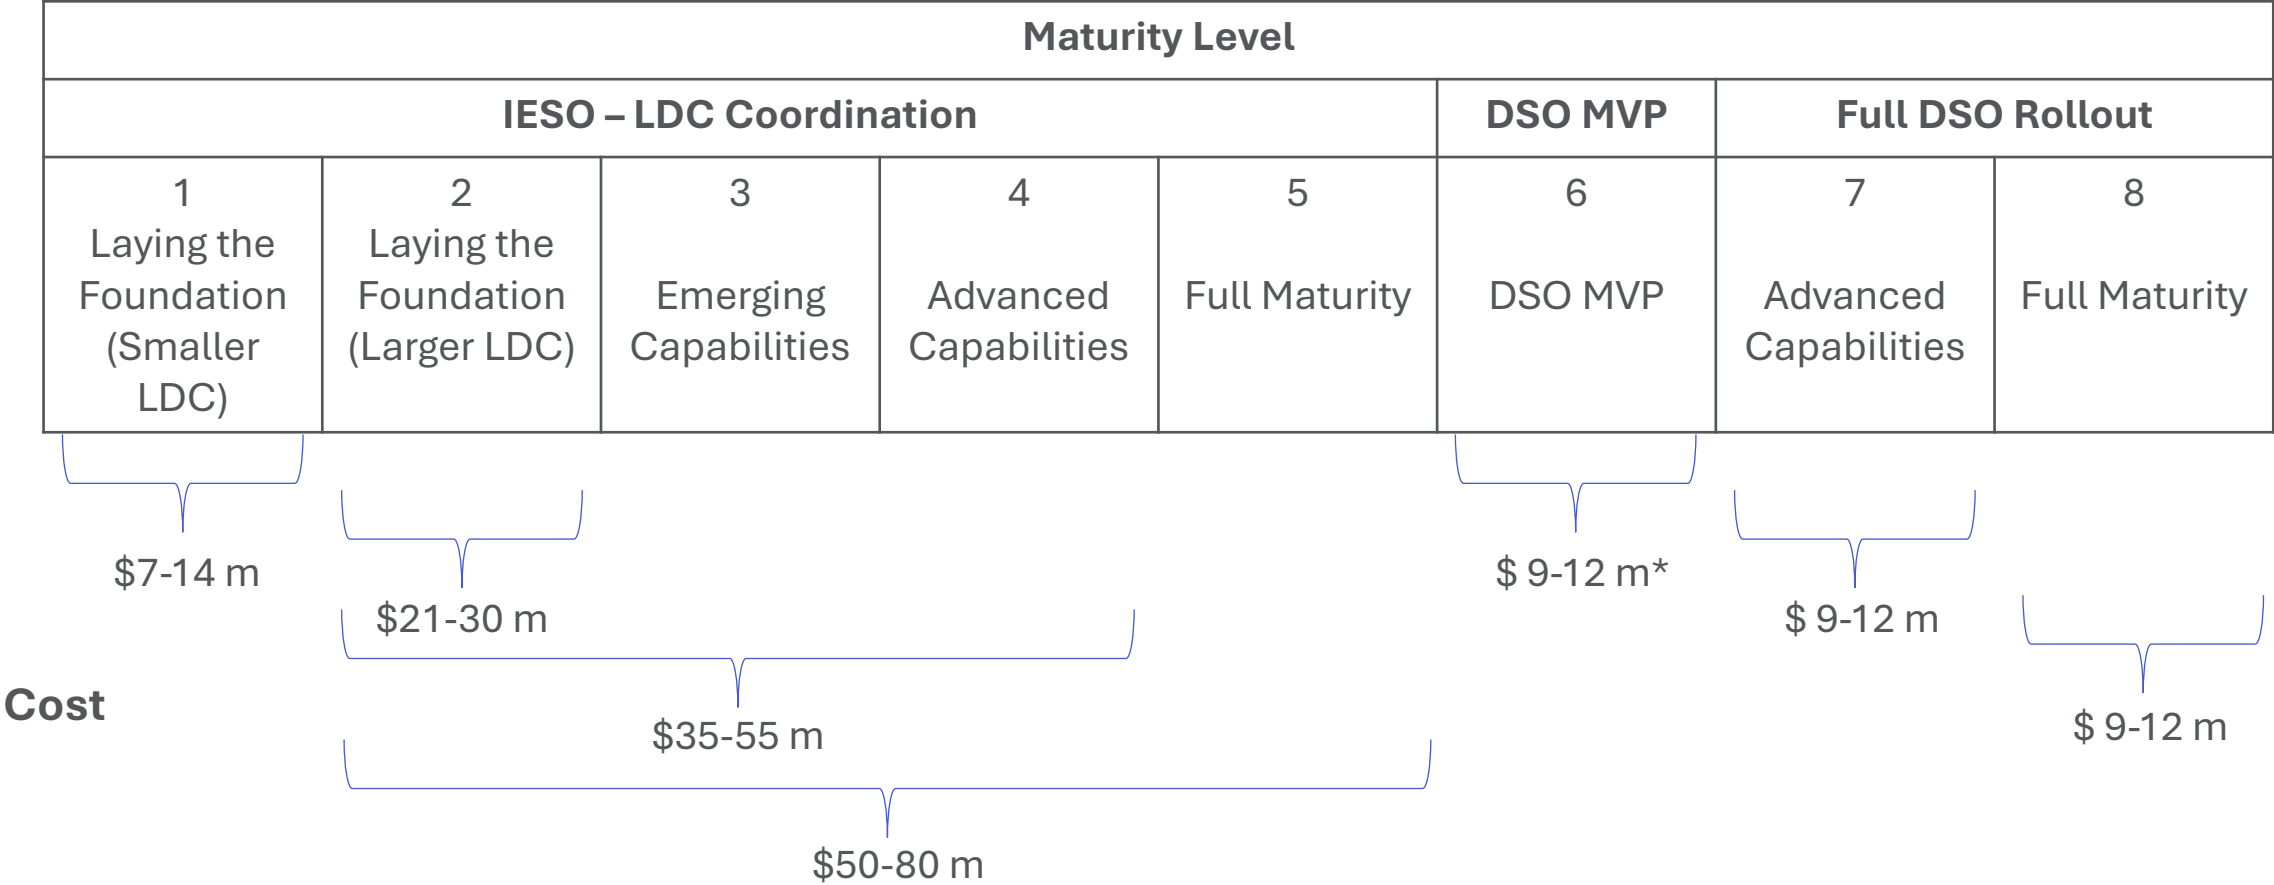 Maturity Level
IESO – LDC Coordination
DSO MVP
Full DSO Rollout
1
Laying the
Foundation
(Smaller
LDC)
2
Laying the
Foundation
(Larger LDC)
3
Emerging
Capabilities
4
Advanced
Capabilities
5
Full Maturity
6
DSO MVP
7
Advanced
Capabilities
8
Full Maturity
Cost
$7-14 m
$21-30 m
$35-55 m
$50-80 m
$ 9-12 m*
$ 9-12 m
$ 9-12 m